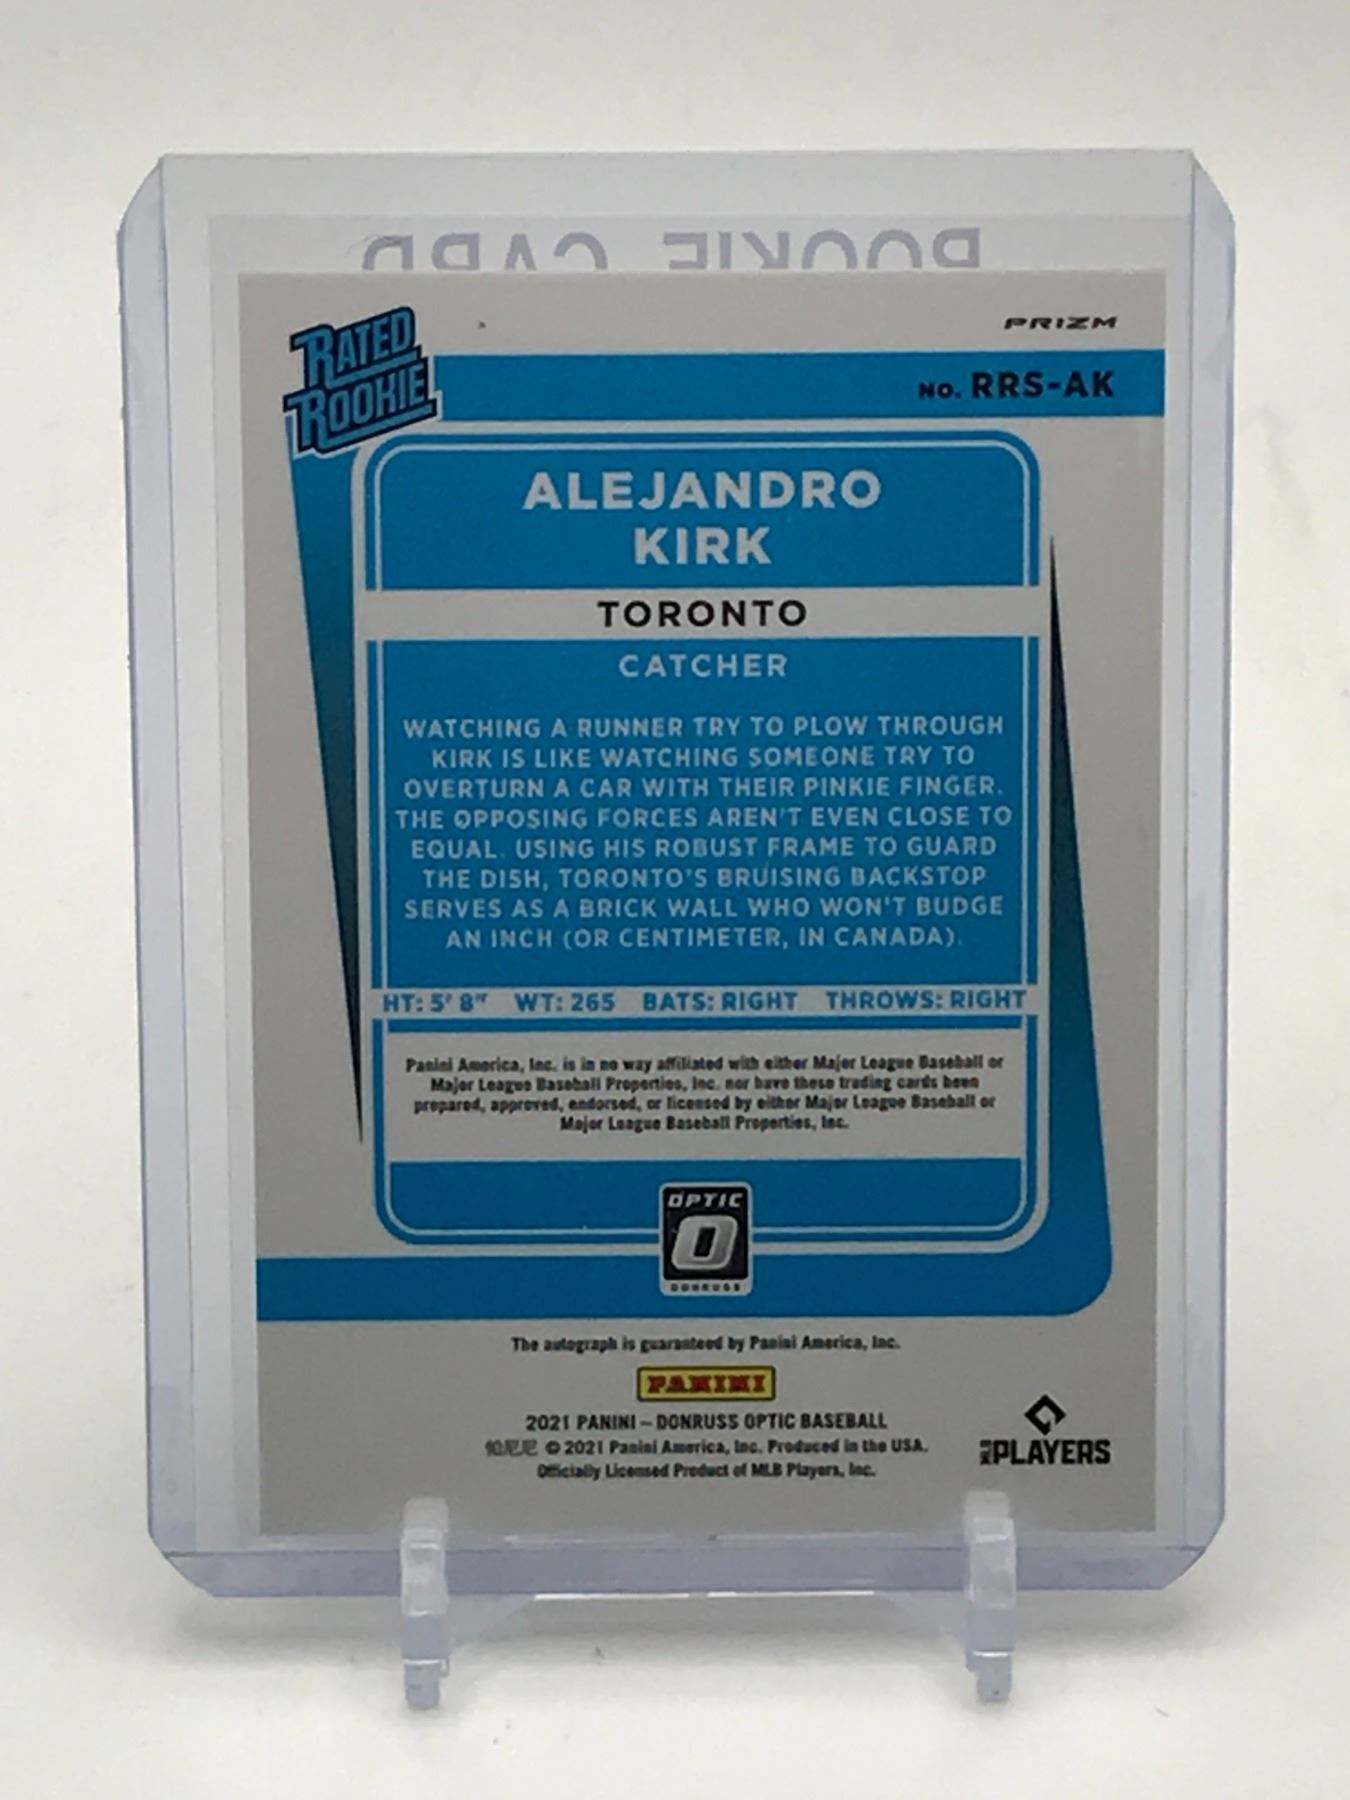 ROOKIE CARD
RATED
ROOKIE
PRIZM
NO. RRS-AK
ALEJANDRO
KIRK
TORONTO
CATCHER
WATCHING A RUNNER TRY TO PLOW THROUGH
KIRK IS LIKE WATCHING SOMEONE TRY TO
OVERTURN A CAR WITH THEIR PINKIE FINGER.
THE OPPOSING FORCES AREN'T EVEN CLOSE TO
EQUAL. USING HIS ROBUST FRAME TO GUARD
THE DISH, TORONTO'S BRUISING BACKSTOP
SERVES AS A BRICK WALL WHO WON'T BUDGE
AN INCH (OR CENTIMETER, IN CANADA).
HT: 5' 8" WT: 265 BATS: RIGHT THROWS: RIGHT
Panini America, Inc. is in no way affiliated with either Major League Baseball or
Major League Baseball Properties, Inc. nor have these trading cards been
prepared, approved, endorsed, or licensed by either Major League Baseball or
Major League Baseball Properties, Inc.
OPTIC
O
DONRUSS
The autograph is guaranteed by Panini America, Inc.
PANINI
2021 PANINI – DONRUSS OPTIC BASEBALL
帕尼尼 © 2021 Panini America, Inc. Produced in the USA.
Officially Licensed Product of MLB Players, Inc.
MLB PLAYERS